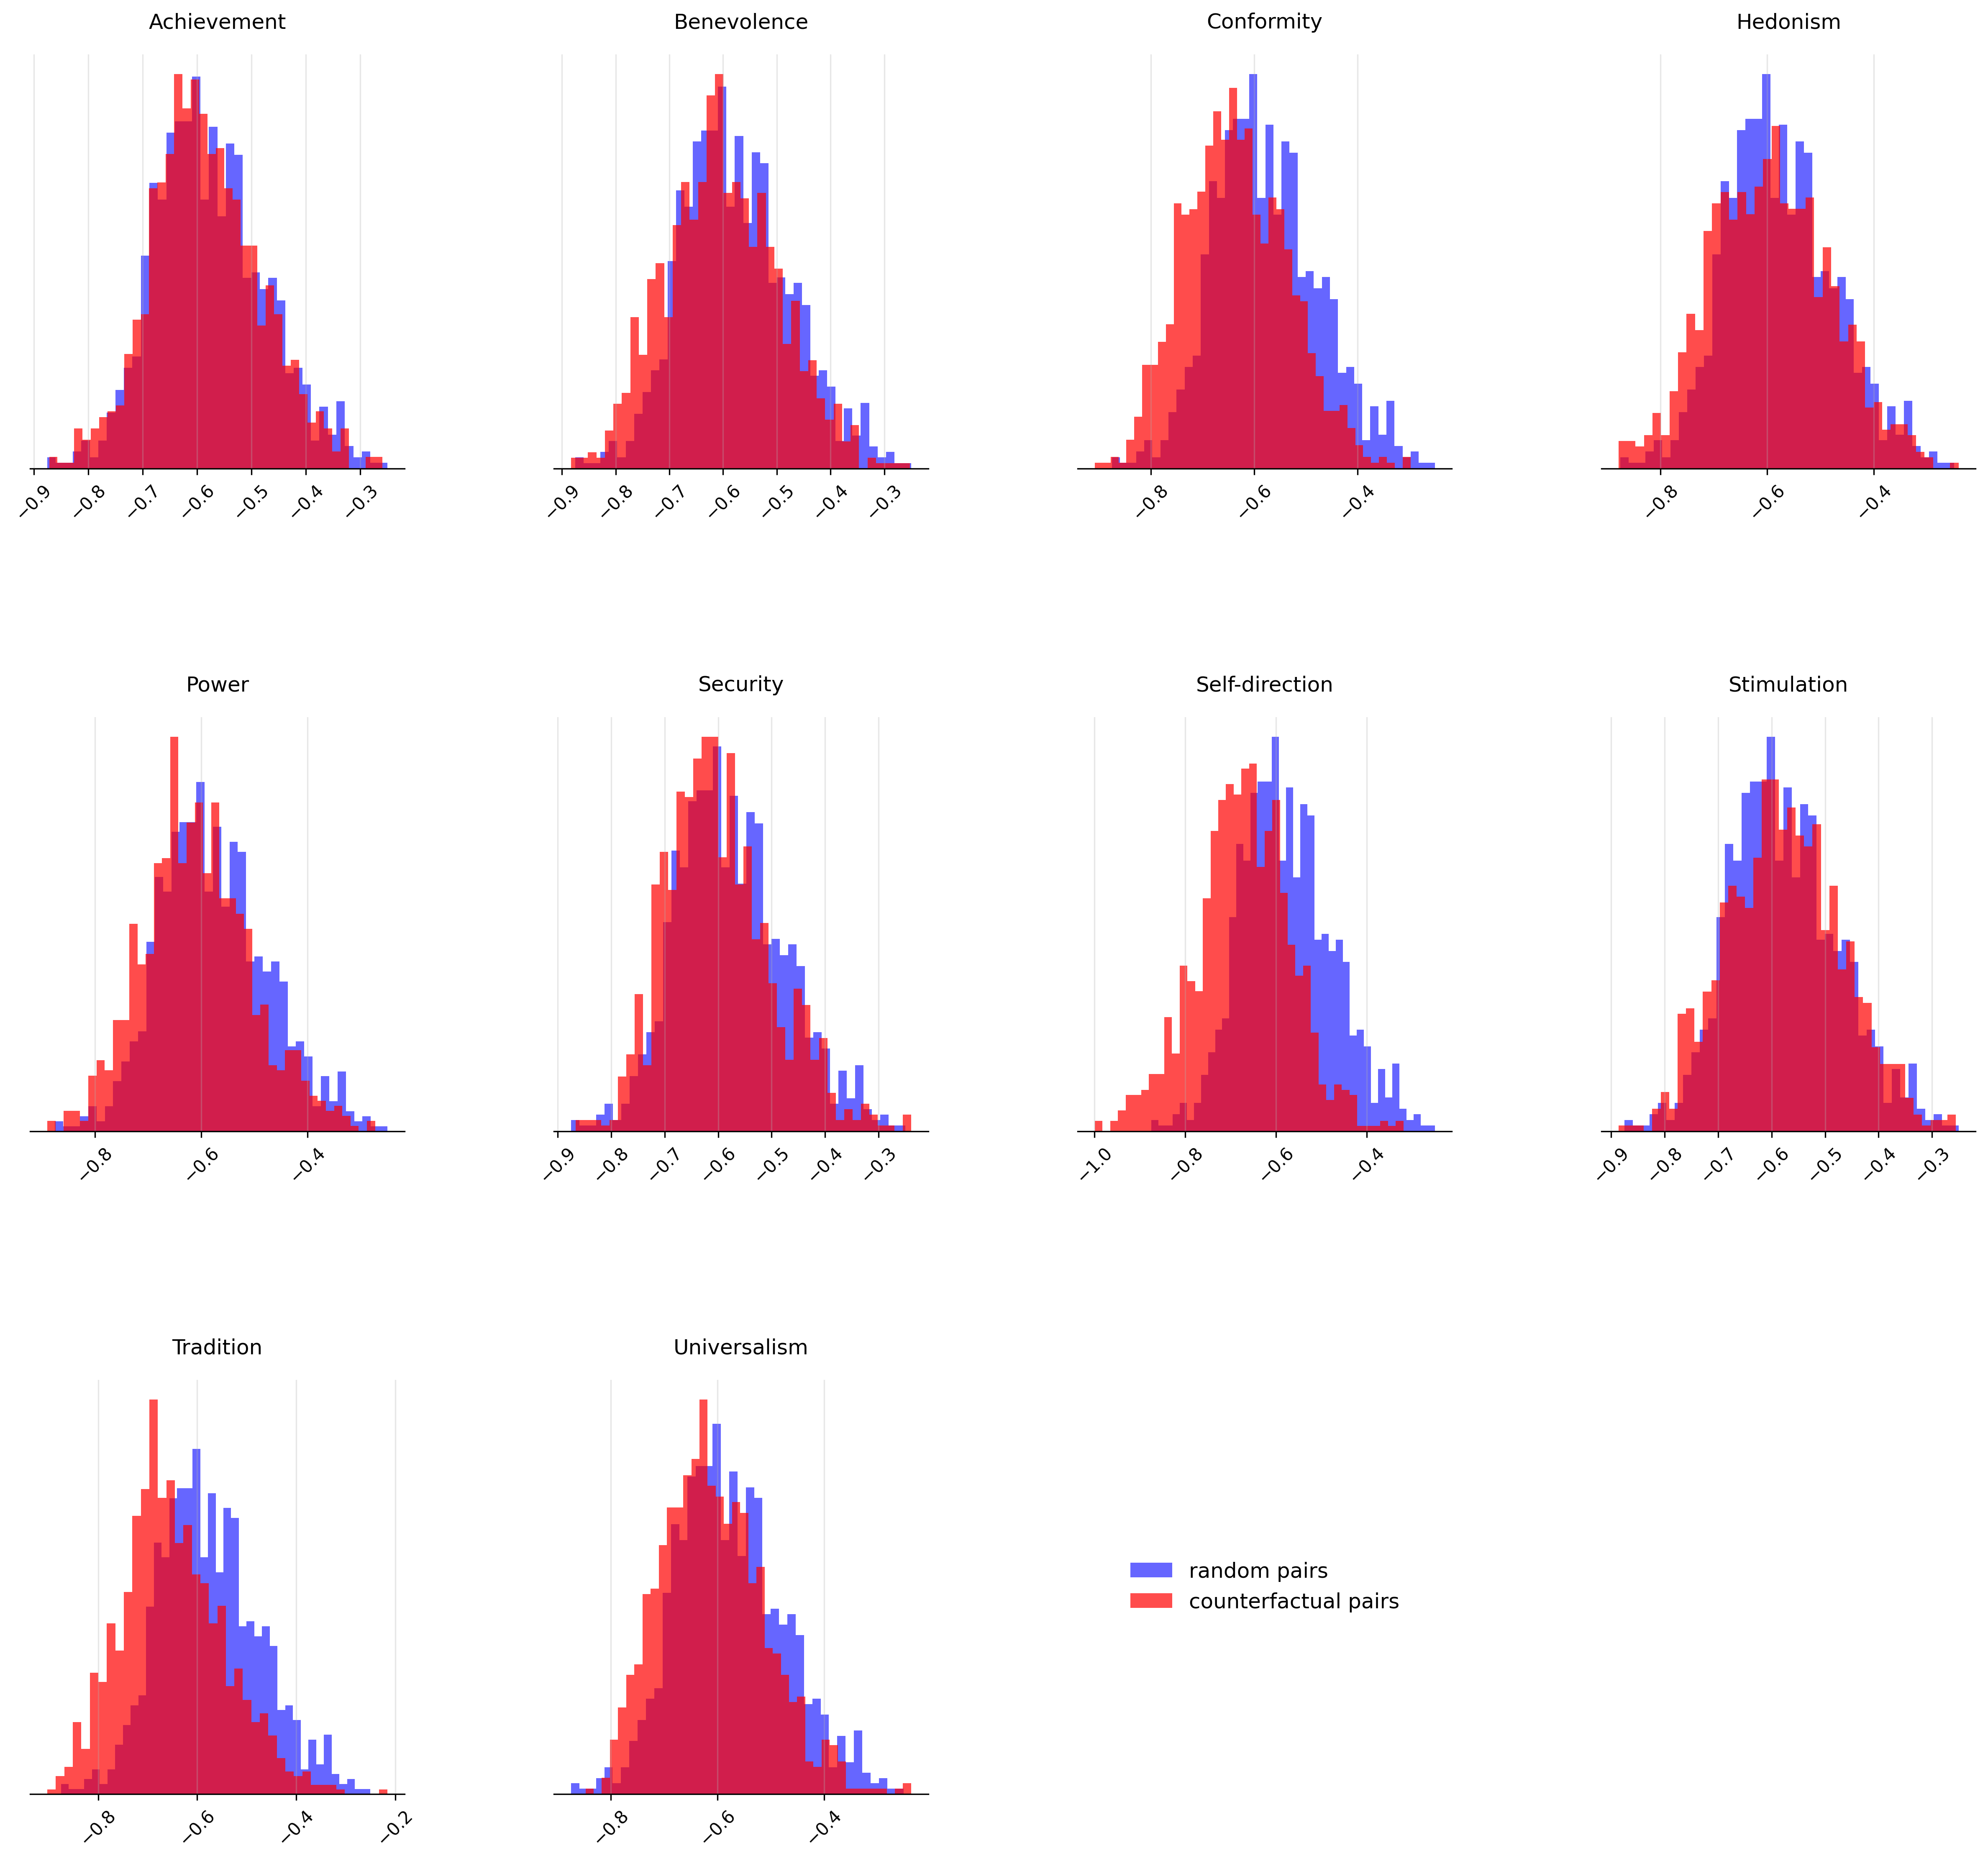 Achievement Benevolence Conformity Hedonism
−0.9 −0.8 −0.7 −0.6 −0.5 −0.4 −0.3
−0.9 −0.8 −0.7 −0.6 −0.5 −0.4 −0.3
−0.8 −0.6 −0.4
−0.8 −0.6 −0.4
Power Security Self-direction Stimulation
−0.8 −0.6 −0.4
−0.9 −0.8 −0.7 −0.6 −0.5 −0.4 −0.3
−1.0 −0.8 −0.6 −0.4
−0.9 −0.8 −0.7 −0.6 −0.5 −0.4 −0.3
Tradition Universalism
random pairs
counterfactual pairs
−0.8 −0.6 −0.4 −0.2
−0.8 −0.6 −0.4